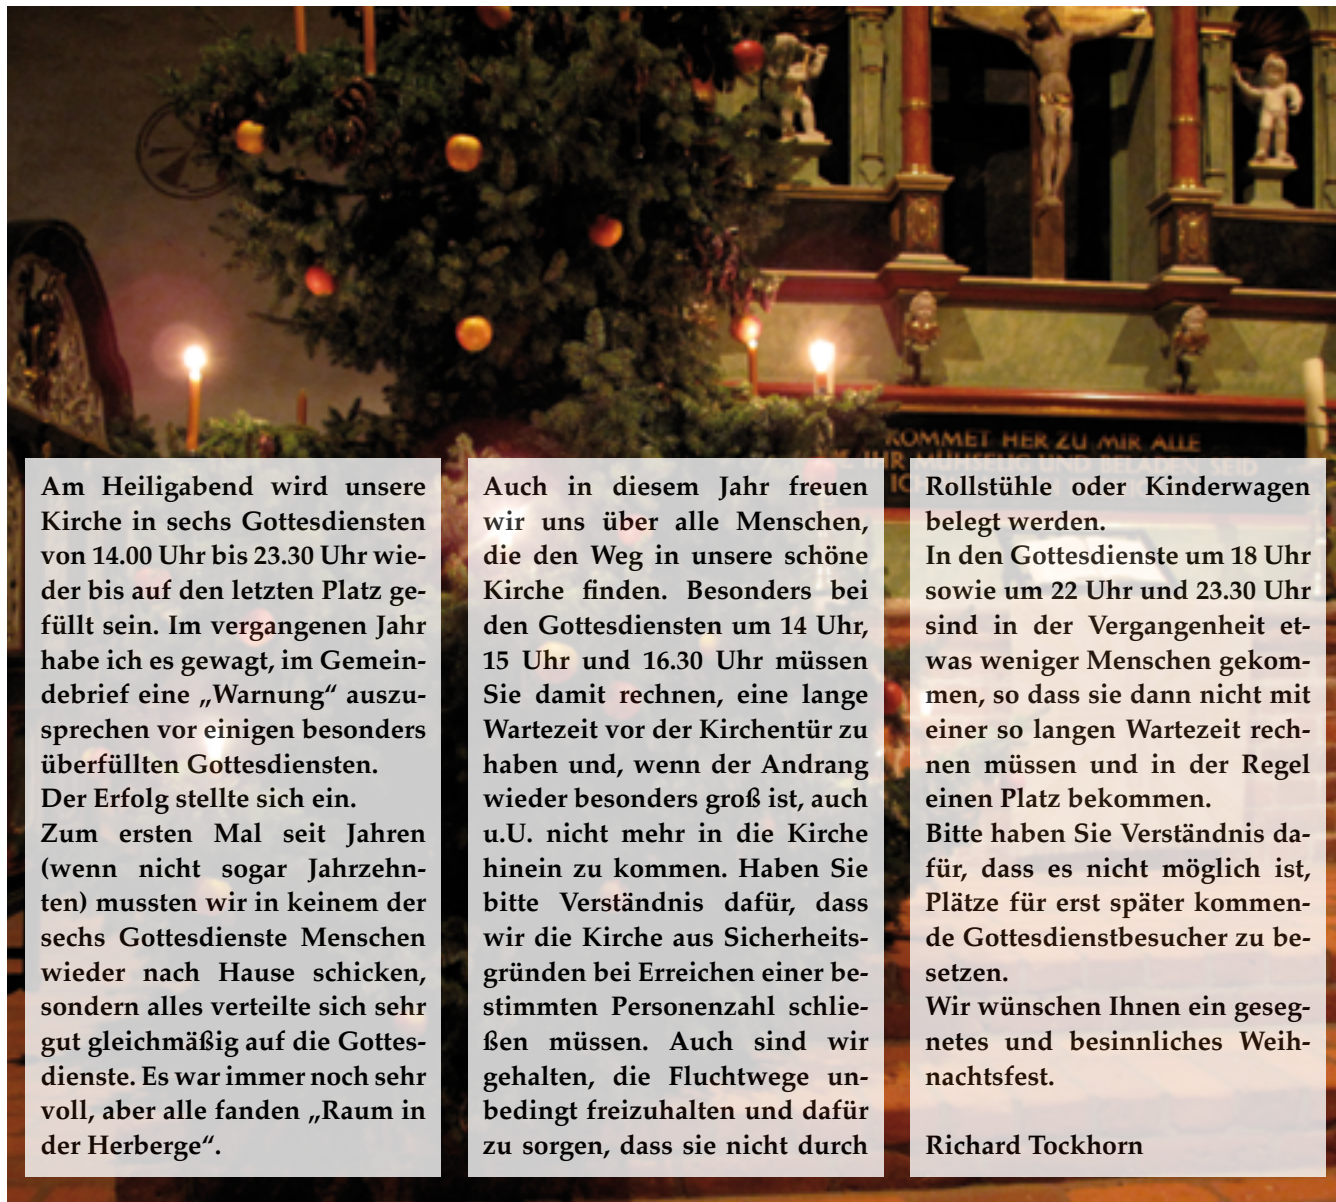 KOMMET HER ZU MIR ALLE
IHR MÜHSELIG UND BELADEN SEID
Am Heiligabend wird unsere
Kirche in sechs Gottesdiensten
von 14.00 Uhr bis 23.30 Uhr wie-
der bis auf den letzten Platz ge-
füllt sein. Im vergangenen Jahr
habe ich es gewagt, im Gemein-
debrief eine „Warnung“ auszu-
sprechen vor einigen besonders
überfüllten Gottesdiensten.
Der Erfolg stellte sich ein.
Zum ersten Mal seit Jahren
(wenn nicht sogar Jahrzehn-
ten) mussten wir in keinem der
sechs Gottesdienste Menschen
wieder nach Hause schicken,
sondern alles verteilte sich sehr
gut gleichmäßig auf die Gottes-
dienste. Es war immer noch sehr
voll, aber alle fanden „Raum in
der Herberge“.
Auch in diesem Jahr freuen
wir uns über alle Menschen,
die den Weg in unsere schöne
Kirche finden. Besonders bei
den Gottesdiensten um 14 Uhr,
15 Uhr und 16.30 Uhr müssen
Sie damit rechnen, eine lange
Wartezeit vor der Kirchentür zu
haben und, wenn der Andrang
wieder besonders groß ist, auch
u.U. nicht mehr in die Kirche
hinein zu kommen. Haben Sie
bitte Verständnis dafür, dass
wir die Kirche aus Sicherheits-
gründen bei Erreichen einer be-
stimmten Personenzahl schlie-
ßen müssen. Auch sind wir
gehalten, die Fluchtwege un-
bedingt freizuhalten und dafür
zu sorgen, dass sie nicht durch
Rollstühle oder Kinderwagen
belegt werden.
In den Gottesdienste um 18 Uhr
sowie um 22 Uhr und 23.30 Uhr
sind in der Vergangenheit et-
was weniger Menschen gekom-
men, so dass sie dann nicht mit
einer so langen Wartezeit rech-
nen müssen und in der Regel
einen Platz bekommen.
Bitte haben Sie Verständnis da-
für, dass es nicht möglich ist,
Plätze für erst später kommen-
de Gottesdienstbesucher zu be-
setzen.
Wir wünschen Ihnen ein geseg-
netes und besinnliches Weih-
nachtsfest.
Richard Tockhorn